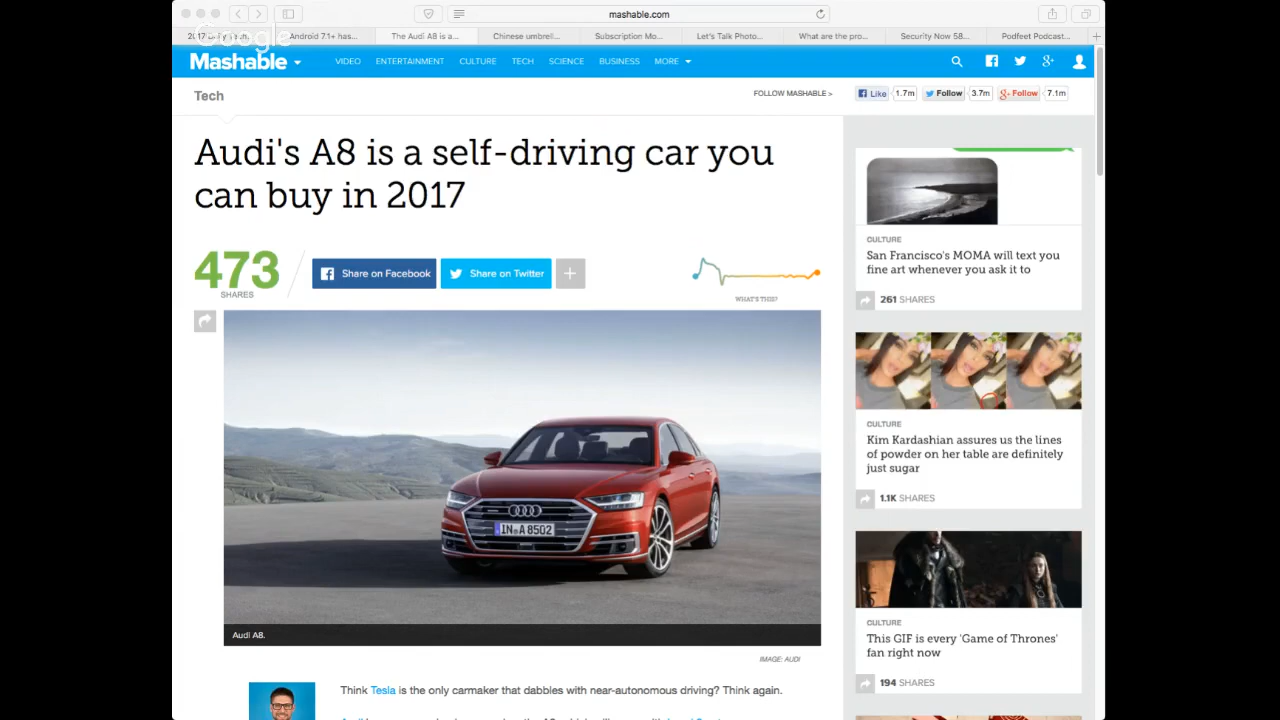 mashable.com
Android 7.1+ has...
The Audi A8 is a...
Chinese umbrell...
Subscription Mo...
Let's Talk Photo...
What are the pro...
Security Now 58...
Podfeet Podcast...
Google
Mashable
VIDEO
ENTERTAINMENT
CULTURE
TECH
SCIENCE
BUSINESS
MORE
Tech
FOLLOW MASHABLE >
Like
1.7m
Follow
3.7m
Follow
7.1m
Audi's A8 is a self-driving car you
can buy in 2017
473
SHARES
Share on Facebook
Share on Twitter
WHAT'S THIS?
IN A 8502
Audi A8.
IMAGE: AUDI
Think Tesla is the only carmaker that dabbles with near-autonomous driving? Think again.
CULTURE
San Francisco's MOMA will text you
fine art whenever you ask it to
261 SHARES
CULTURE
Kim Kardashian assures us the lines
of powder on her table are definitely
just sugar
1.1K SHARES
CULTURE
This GIF is every 'Game of Thrones'
fan right now
194 SHARES